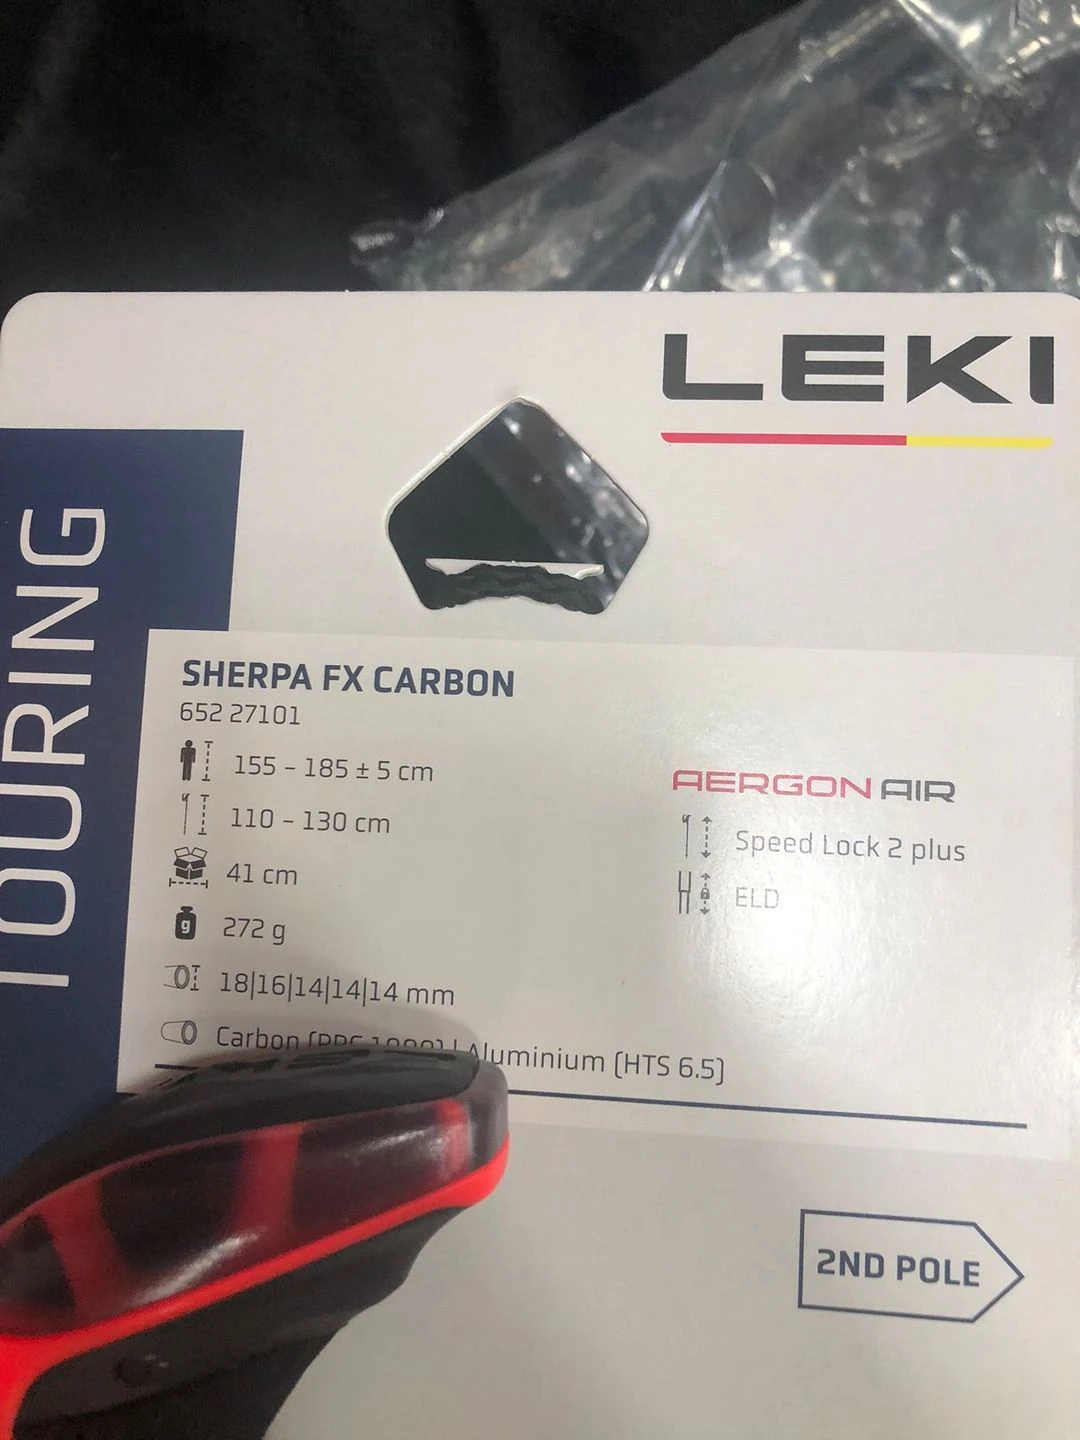 LEKI
TOURING
SHERPA FX CARBON
652 27101
155 – 185 ± 5 cm
110 – 130 cm
41 cm
g
272 g
18|16|14|14|14 mm
Carbon | Aluminium (HTS 6.5)
AERGON AIR
Speed Lock 2 plus
ELD
2ND POLE